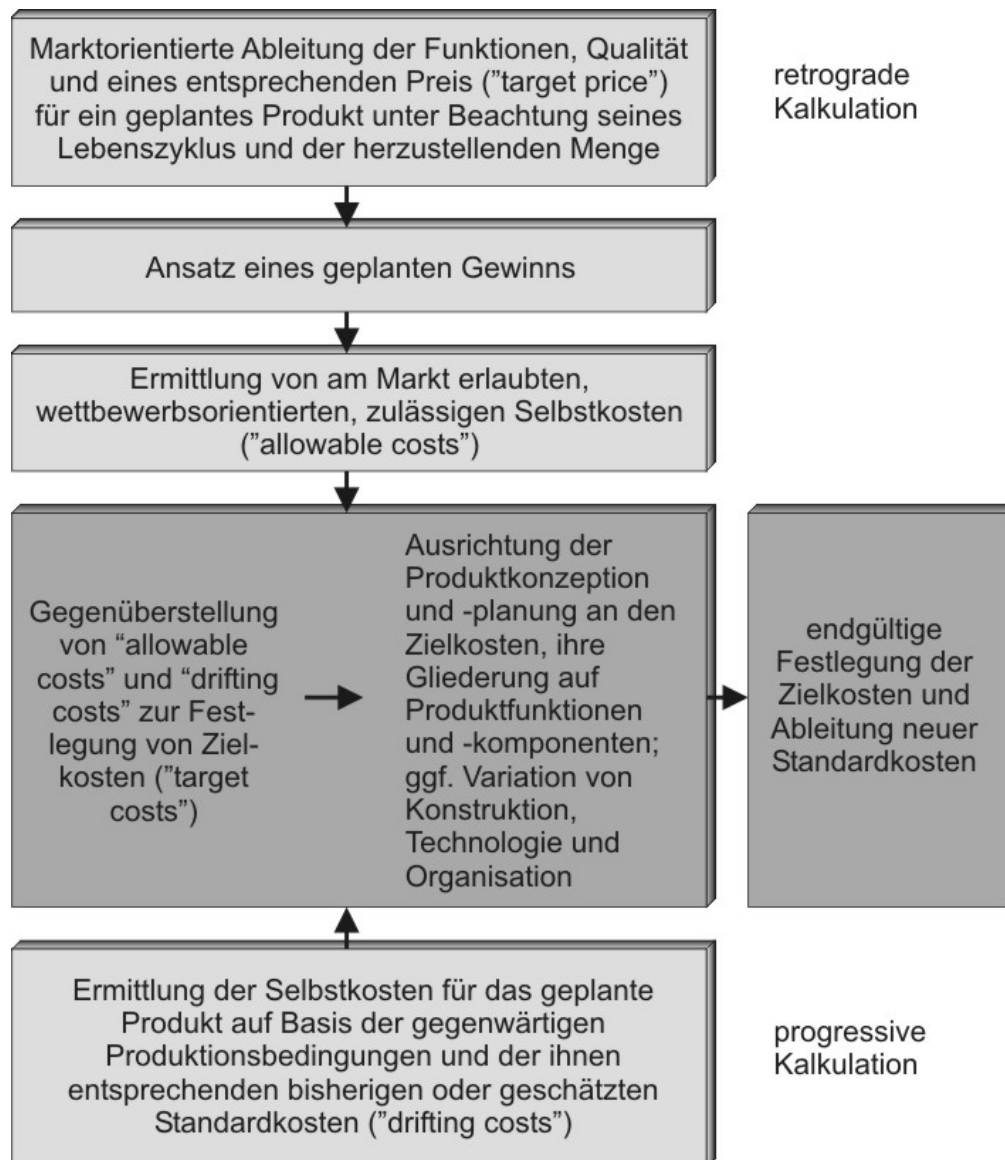 Marktorientierte Ableitung der Funktionen, Qualität
und eines entsprechenden Preis (”target price”)
für ein geplantes Produkt unter Beachtung seines
Lebenszyklus und der herzustellenden Menge
retrograde
Kalkulation
Ansatz eines geplanten Gewinns
Ermittlung von am Markt erlaubten,
wettbewerbsorientierten, zulässigen Selbstkosten
(”allowable costs”)
Gegenüberstellung
von “allowable
costs” und “drifting
costs” zur Fest-
legung von Ziel-
kosten (”target
costs”)
Ausrichtung der
Produktkonzeption
und -planung an den
Zielkosten, ihre
Gliederung auf
Produktfunktionen
und -komponenten;
ggf. Variation von
Konstruktion,
Technologie und
Organisation
endgültige
Festlegung der
Zielkosten und
Ableitung neuer
Standardkosten
Ermittlung der Selbstkosten für das geplante
Produkt auf Basis der gegenwärtigen
Produktionsbedingungen und der ihnen
entsprechenden bisherigen oder geschätzten
Standardkosten (”drifting costs”)
progressive
Kalkulation